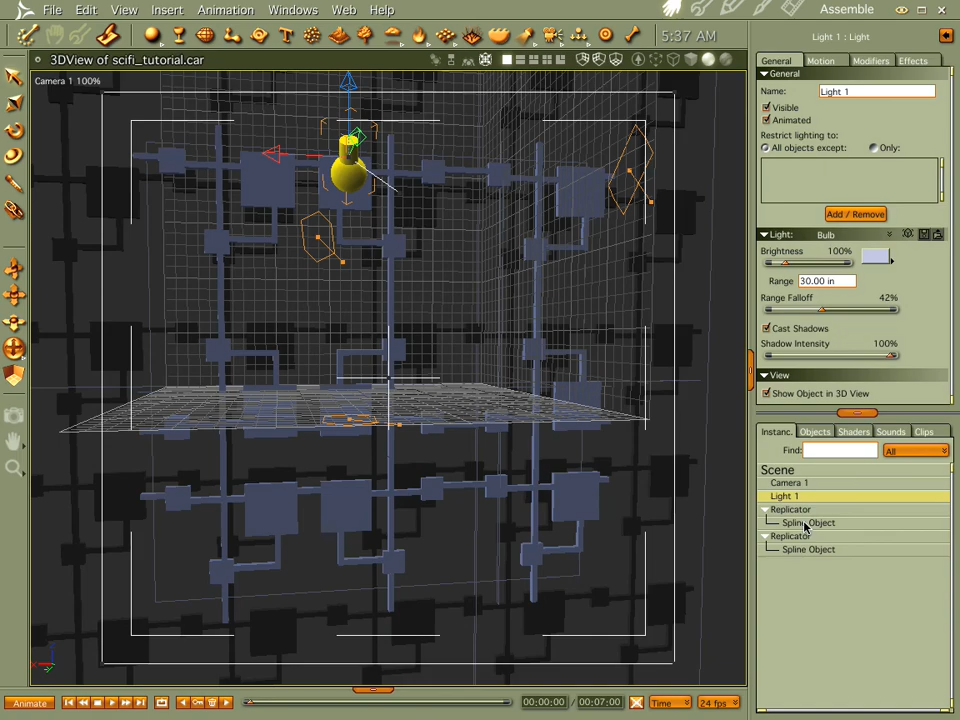 File Edit View Insert Animation Windows Web Help Assemble
5:37 AM
3DView of scifi_tutorial.car
Camera 1 100%
Light 1 : Light
General Motion Modifiers Effects
General
Name: Light 1
Visible
Animated
Restrict lighting to:
All objects except: Only:
Add / Remove
Light: Bulb
Brightness 100%
Range 30.00 in
Range Falloff 42%
Cast Shadows
Shadow Intensity 100%
View
Show Object in 3D View
Instanc. Objects Shaders Sounds Clips
Find: All
Scene
Camera 1
Light 1
Replicator
Spline Object
Replicator
Spline Object
Animate 00:00:00 / 00:07:00 Time 24 fps